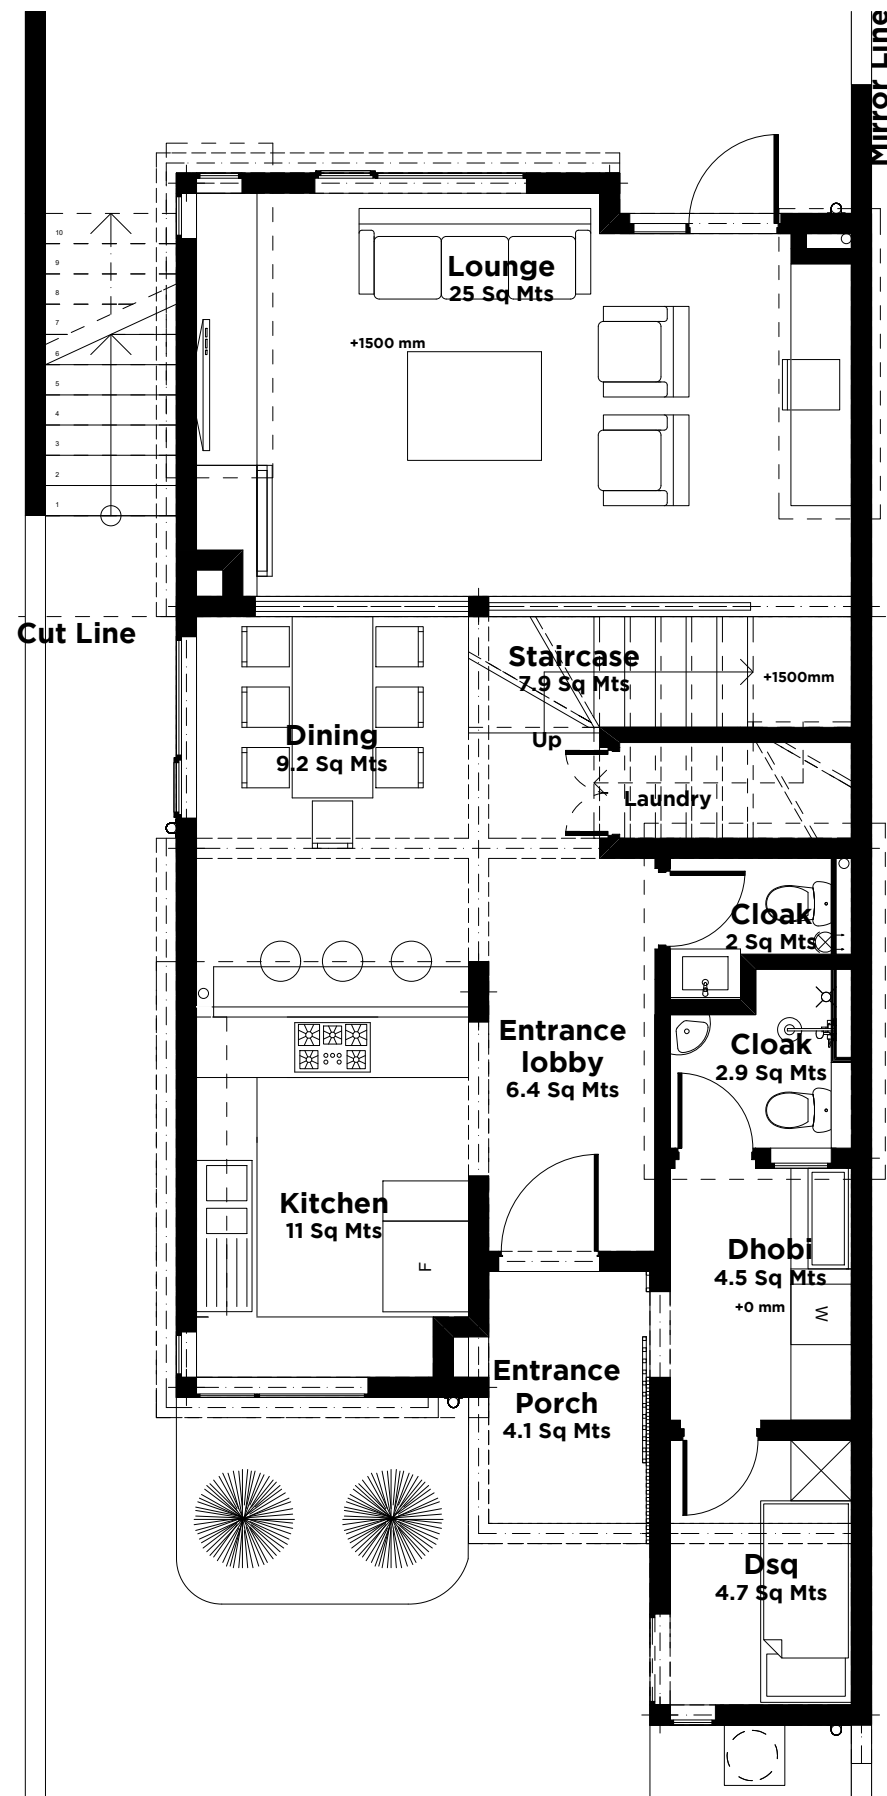 Mirror Line
Lounge
25 Sq Mts
+1500 mm
10
9
8
7
6
5
4
3
2
1
Cut Line
Staircase
7.9 Sq Mts
+1500mm
Up
Dining
9.2 Sq Mts
Laundry
Cloak
2 Sq Mts
Entrance
lobby
6.4 Sq Mts
Cloak
2.9 Sq Mts
Kitchen
11 Sq Mts
F
Dhobi
4.5 Sq Mts
+0 mm
W
Entrance
Porch
4.1 Sq Mts
Dsq
4.7 Sq Mts